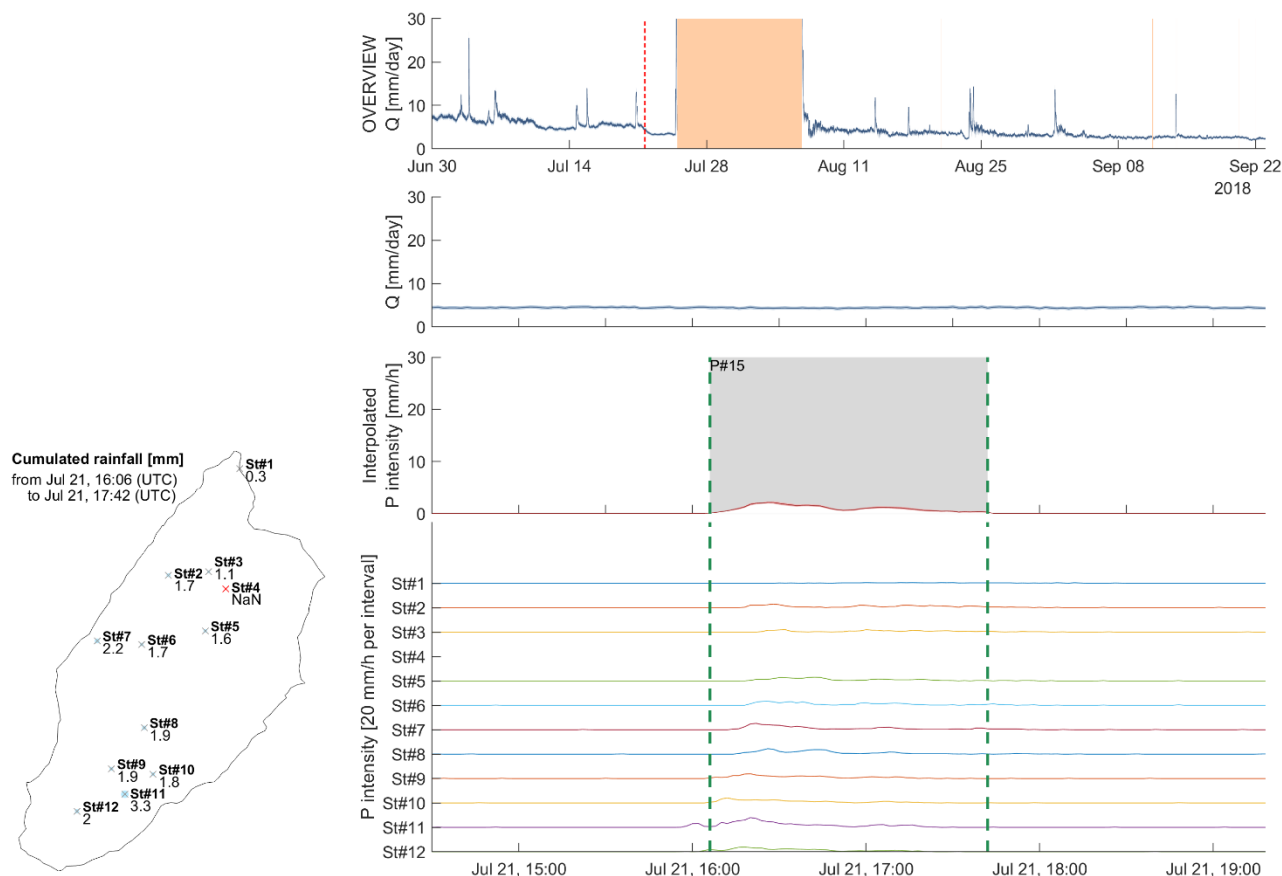 OVERVIEW
Q [mm/day]
30
20
10
0
Jun 30
Jul 14
Jul 28
Aug 11
Aug 25
Sep 08
Sep 22
2018
Q [mm/day]
30
20
10
0
Interpolated
P intensity [mm/h]
30
20
10
0
P#15
P intensity [20 mm/h per interval]
St#1
St#2
St#3
St#4
St#5
St#6
St#7
St#8
St#9
St#10
St#11
St#12
Jul 21, 15:00
Jul 21, 16:00
Jul 21, 17:00
Jul 21, 18:00
Jul 21, 19:00
Cumulated rainfall [mm]
from Jul 21, 16:06 (UTC)
to Jul 21, 17:42 (UTC)
St#1
0.3
St#3
1.1
St#2
1.7
St#4
NaN
St#5
1.6
St#7
2.2
St#6
1.7
St#8
1.9
St#9
1.9
St#10
1.8
St#11
3.3
St#12
2